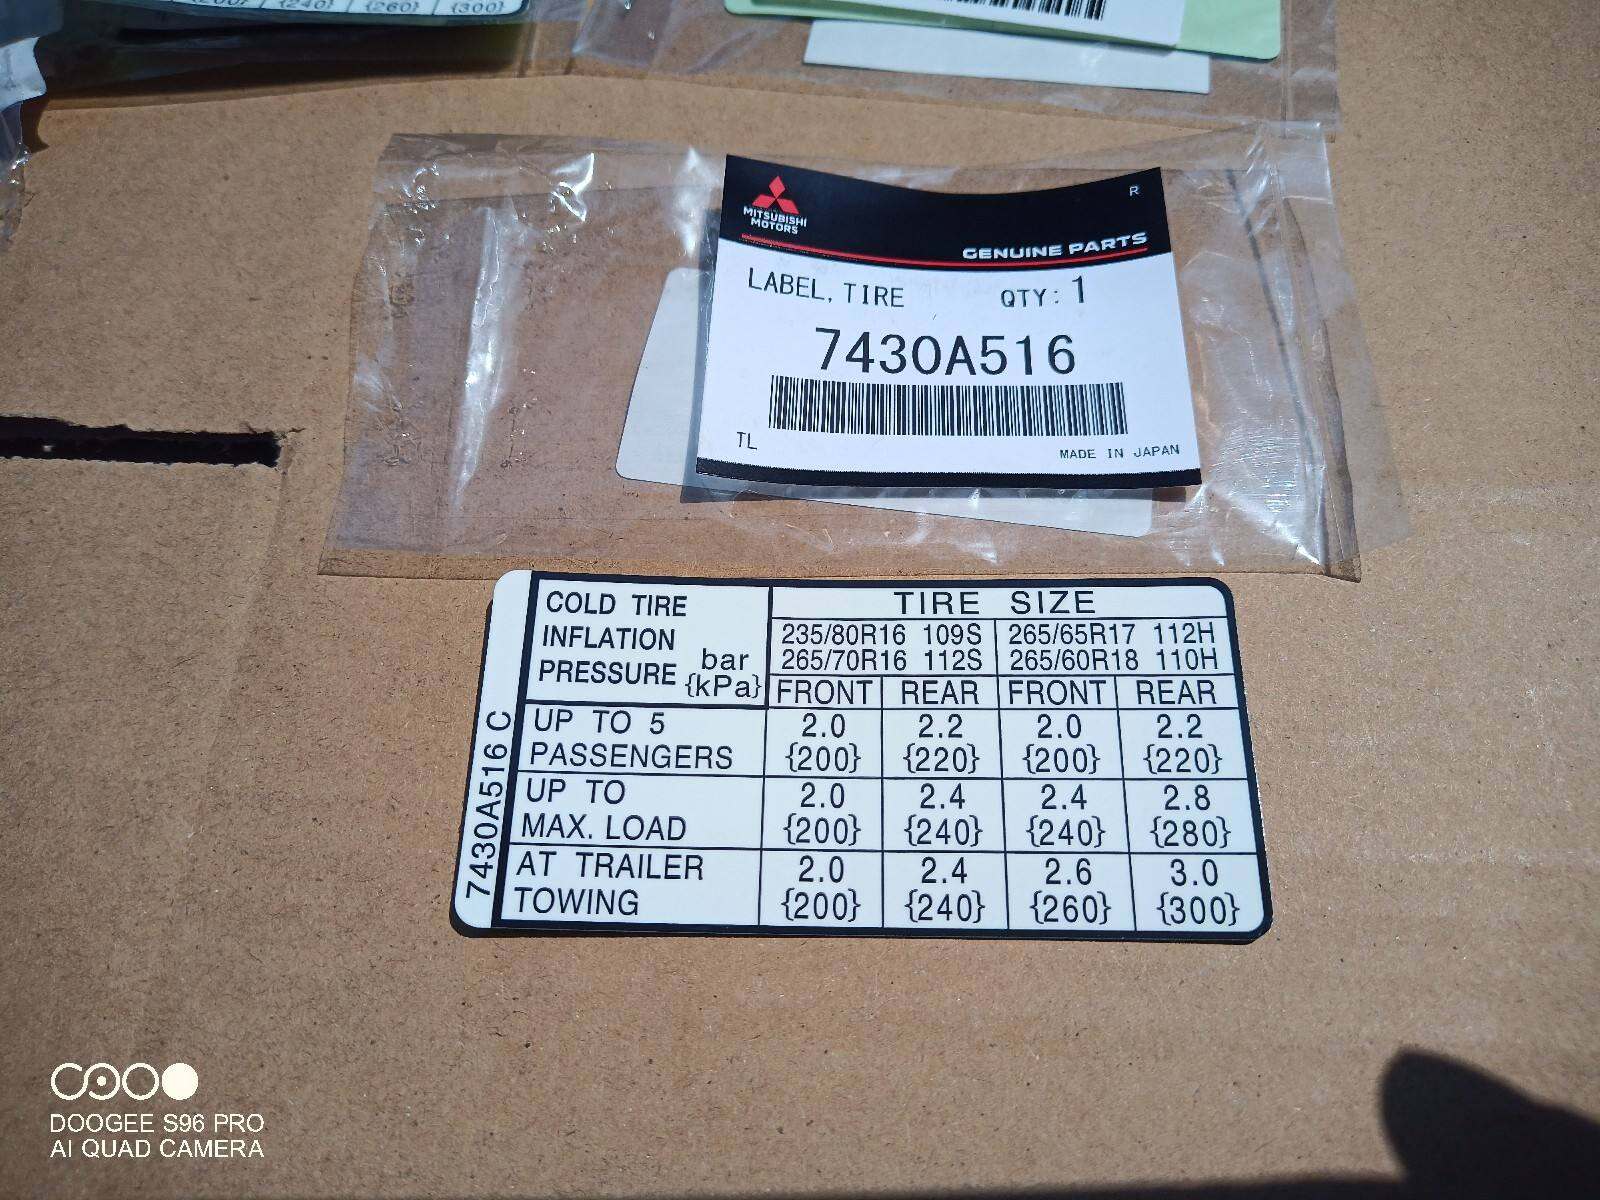 {200} {240} {260} {300}
MITSUBISHI
MOTORS
R
GENUINE PARTS
LABEL, TIRE QTY: 1
7430A516
TL MADE IN JAPAN
7430A516 C
COLD TIRE
INFLATION
PRESSURE bar
{kPa}
TIRE SIZE
235/80R16 109S 265/65R17 112H
265/70R16 112S 265/60R18 110H
FRONT REAR FRONT REAR
UP TO 5
PASSENGERS
2.0 2.2 2.0 2.2
{200} {220} {200} {220}
UP TO
MAX. LOAD
2.0 2.4 2.4 2.8
{200} {240} {240} {280}
AT TRAILER
TOWING
2.0 2.4 2.6 3.0
{200} {240} {260} {300}
DOOGEE S96 PRO
AI QUAD CAMERA